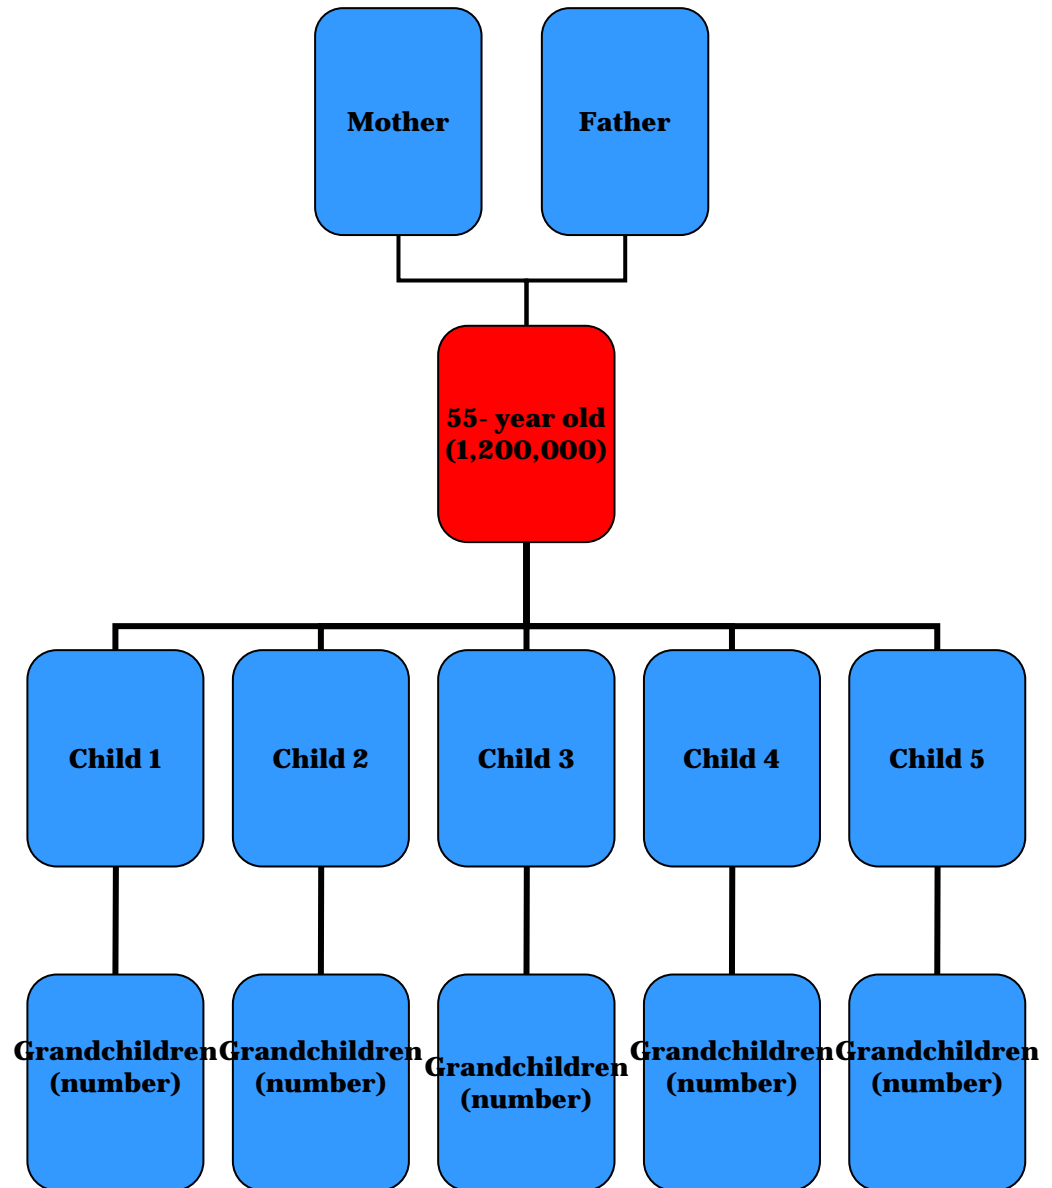 Mother
Father
55- year old
(1,200,000)
Child 1
Child 2
Child 3
Child 4
Child 5
Grandchildren
(number)
Grandchildren
(number)
Grandchildren
(number)
Grandchildren
(number)
Grandchildren
(number)